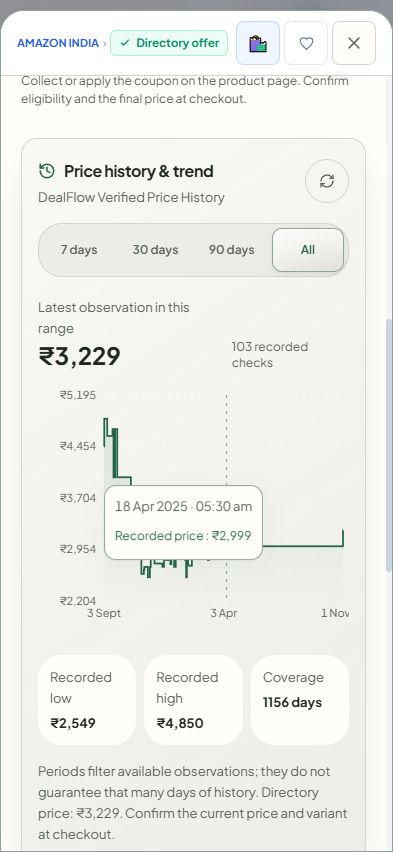 AMAZON INDIA › Directory offer
Collect or apply the coupon on the product page. Confirm
eligibility and the final price at checkout.
Price history & trend
DealFlow Verified Price History
7 days 30 days 90 days All
Latest observation in this
range
₹3,229
103 recorded
checks
₹5,195
₹4,454
₹3,704
18 Apr 2025 · 05:30 am
Recorded price : ₹2,999
₹2,954
₹2,204
3 Sept 3 Apr 1 Nov
Recorded
low
₹2,549
Recorded
high
₹4,850
Coverage
1156 days
Periods filter available observations; they do not
guarantee that many days of history. Directory
price: ₹3,229. Confirm the current price and variant
at checkout.